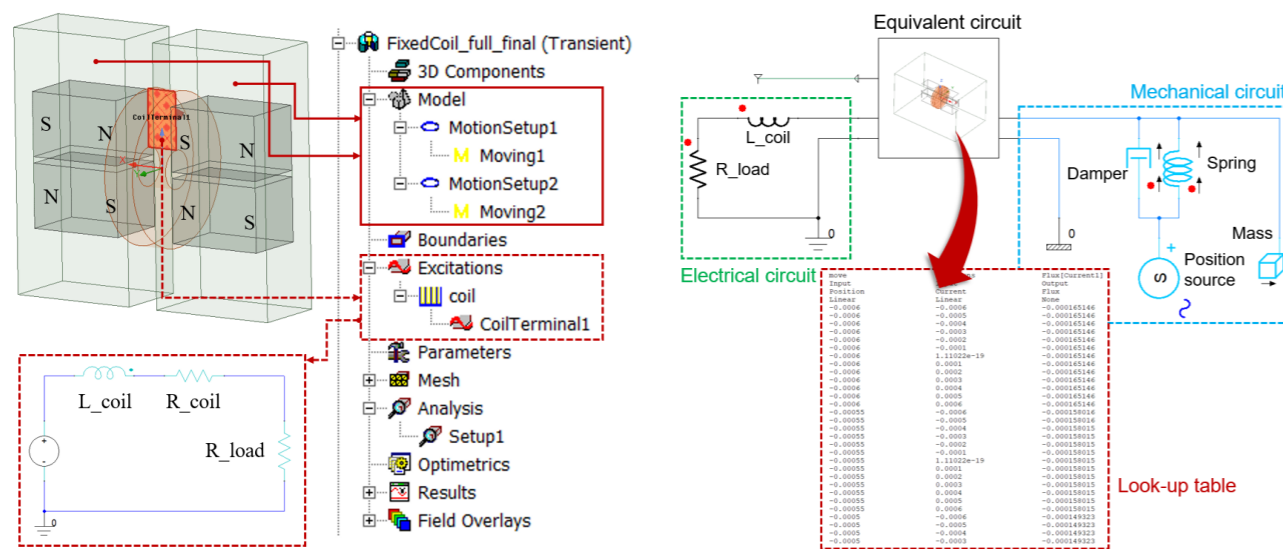 S
N
S
N
N
S
N
S
CoilTerminal1
FixedCoil_full_final (Transient)
3D Components
Model
MotionSetup1
Moving1
MotionSetup2
Moving2
Boundaries
Excitations
coil
CoilTerminal1
Parameters
Mesh
Analysis
Setup1
Optimetrics
Results
Field Overlays
L_coil
R_coil
R_load
0
Equivalent circuit
L_coil
R_load
0
Electrical circuit
Mechanical circuit
Damper
Spring
0
Mass
Position
source
S
move Flux[Current1]
Input Output
Position Current Flux
Linear Linear None
-0.0006 -0.0006 -0.000165146
-0.0006 -0.0005 -0.000165146
-0.0006 -0.0004 -0.000165146
-0.0006 -0.0003 -0.000165146
-0.0006 -0.0002 -0.000165146
-0.0006 -0.0001 -0.000165146
-0.0006 1.11022e-19 -0.000165146
-0.0006 0.0001 -0.000165146
-0.0006 0.0002 -0.000165146
-0.0006 0.0003 -0.000165146
-0.0006 0.0004 -0.000165146
-0.0006 0.0005 -0.000165146
-0.0006 0.0006 -0.000165146
-0.00055 -0.0006 -0.000158016
-0.00055 -0.0005 -0.000158015
-0.00055 -0.0004 -0.000158015
-0.00055 -0.0003 -0.000158015
-0.00055 -0.0002 -0.000158015
-0.00055 -0.0001 -0.000158015
-0.00055 1.11022e-19 -0.000158015
-0.00055 0.0001 -0.000158015
-0.00055 0.0002 -0.000158015
-0.00055 0.0003 -0.000158015
-0.00055 0.0004 -0.000158015
-0.00055 0.0005 -0.000158015
-0.00055 0.0006 -0.000158015
-0.0005 -0.0006 -0.000149323
-0.0005 -0.0005 -0.000149323
-0.0005 -0.0004 -0.000149323
-0.0005 -0.0003 -0.000149323
Look-up table